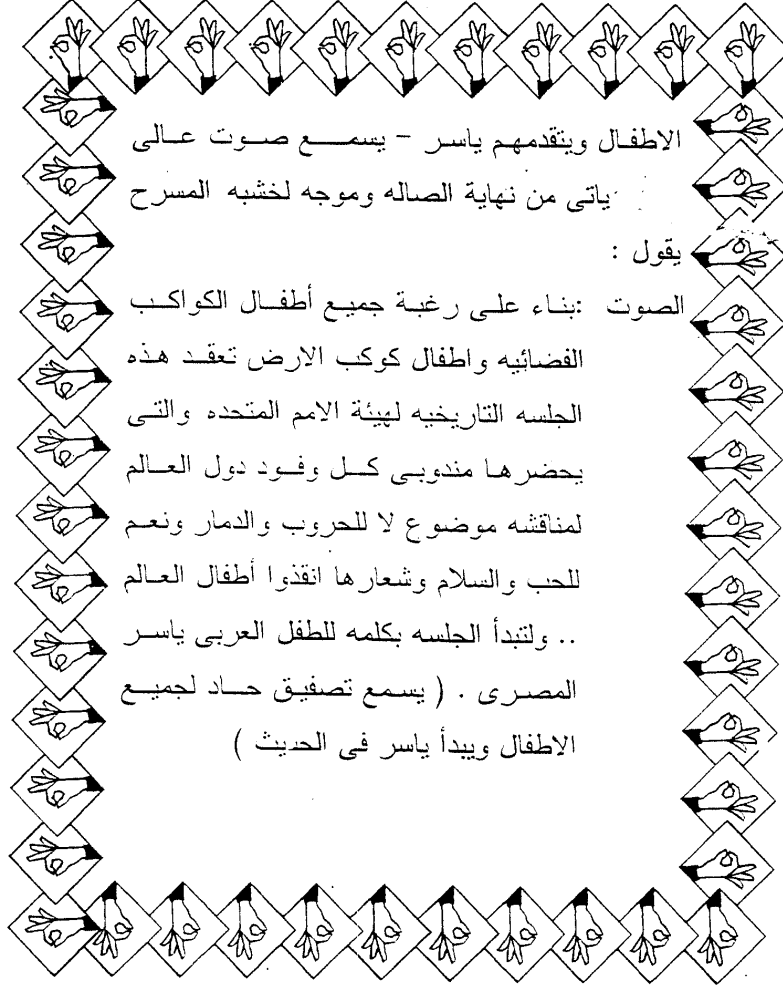 الاطفال ويتقدمهم ياسر – يسمع صوت عالى
ياتى من نهاية الصاله وموجه لخشبه المسرح
يقول :
الصوت :بناء على رغبة جميع أطفال الكواكب
الفضائيه واطفال كوكب الارض تعقد هذه
الجلسه التاريخيه لهيئة الامم المتحده والتى
يحضرها مندوبى كل وفود دول العالم
لمناقشه موضوع لا للحروب والدمار ونعم
للحب والسلام وشعارها انقذوا أطفال العالم
.. ولتبدأ الجلسه بكلمه للطفل العربى ياسر
المصرى . ( يسمع تصفيق حاد لجميع
الاطفال ويبدأ ياسر فى الحديث )